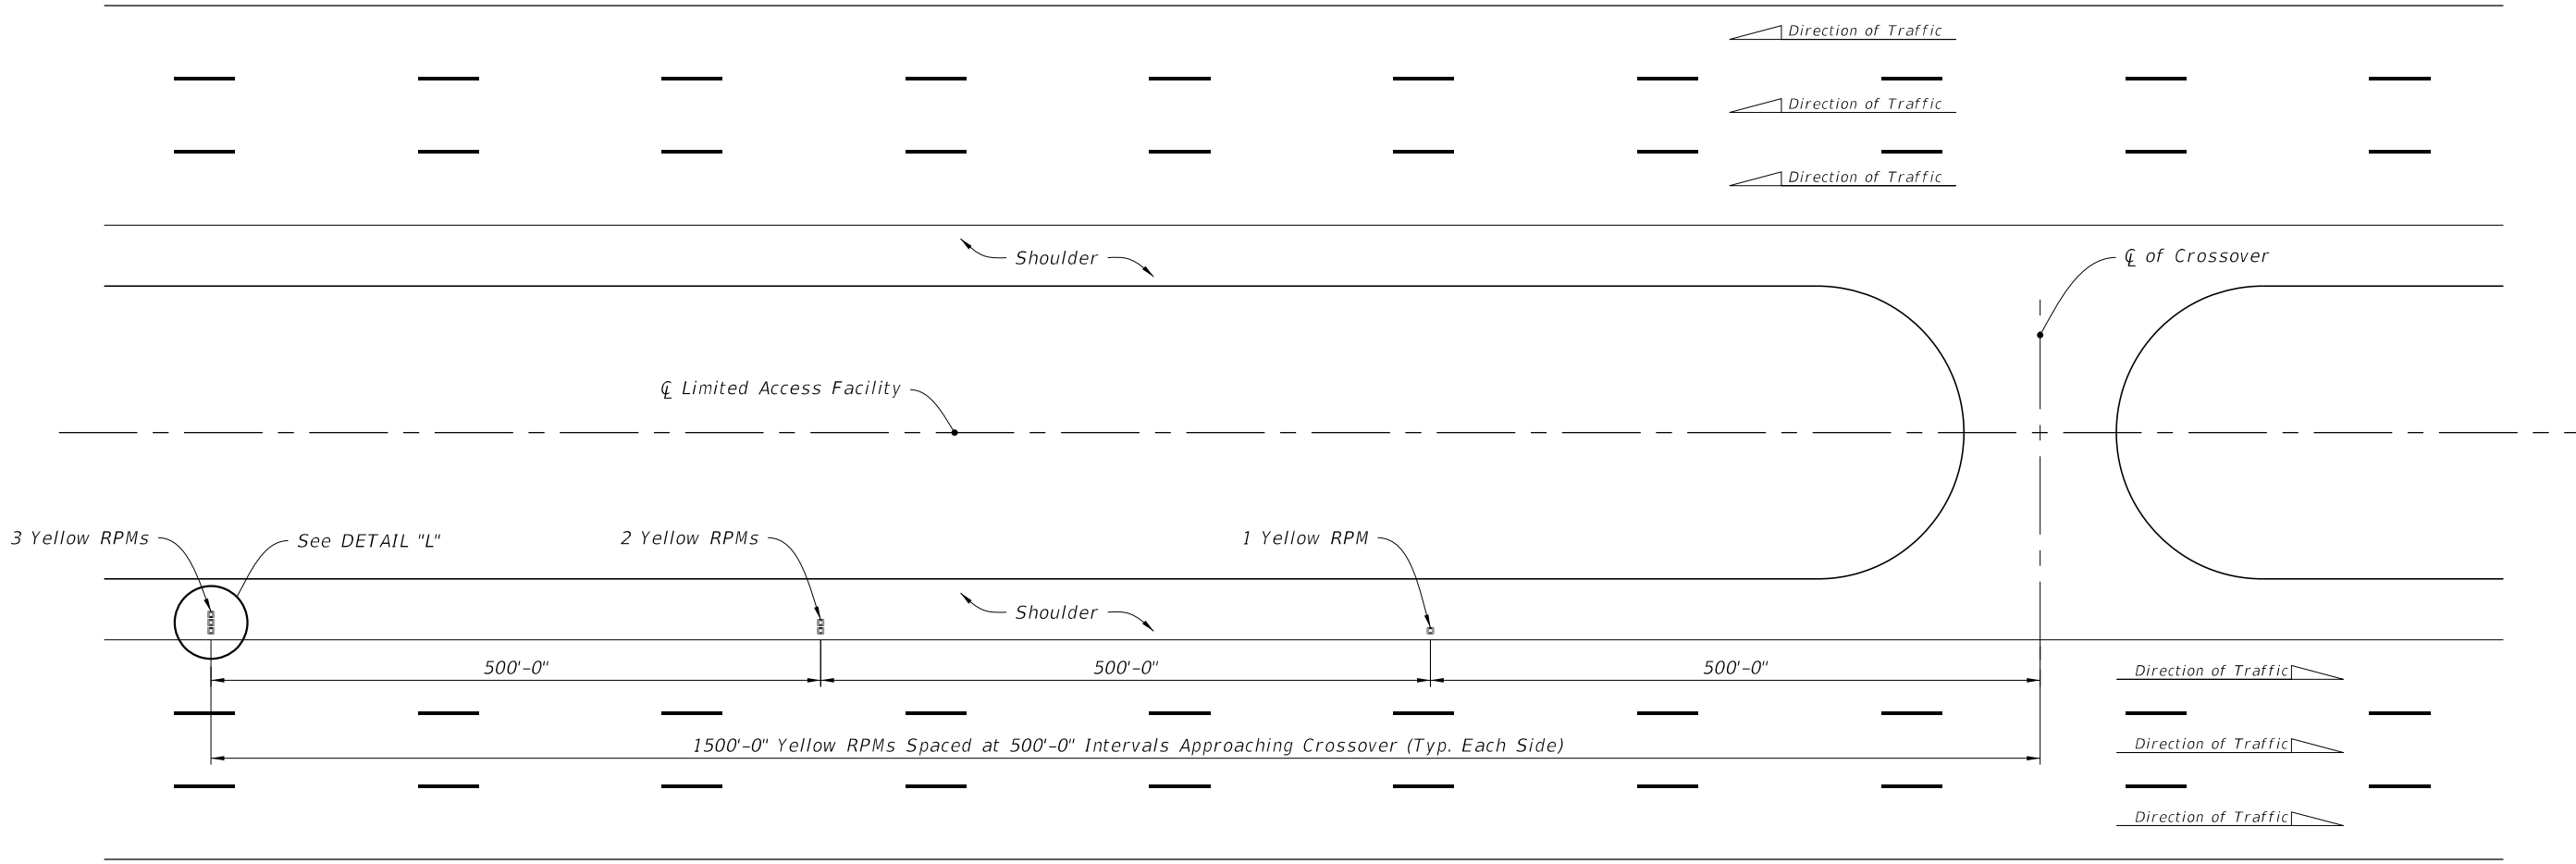 Direction of Traffic
Direction of Traffic
Direction of Traffic
Shoulder
℄ of Crossover
℄ Limited Access Facility
3 Yellow RPMs
See DETAIL "L"
2 Yellow RPMs
1 Yellow RPM
Shoulder
500'-0"
500'-0"
500'-0"
Direction of Traffic
1500'-0" Yellow RPMs Spaced at 500'-0" Intervals Approaching Crossover (Typ. Each Side)
Direction of Traffic
Direction of Traffic